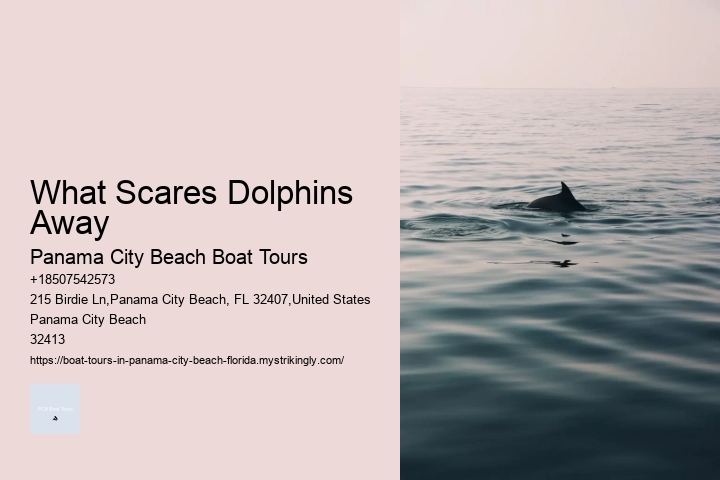 What Scares Dolphins
Away
Panama City Beach Boat Tours
+18507542573
215 Birdie Ln,Panama City Beach, FL 32407,United States
Panama City Beach
32413
https://boat-tours-in-panama-city-beach-florida.mystrikingly.com/